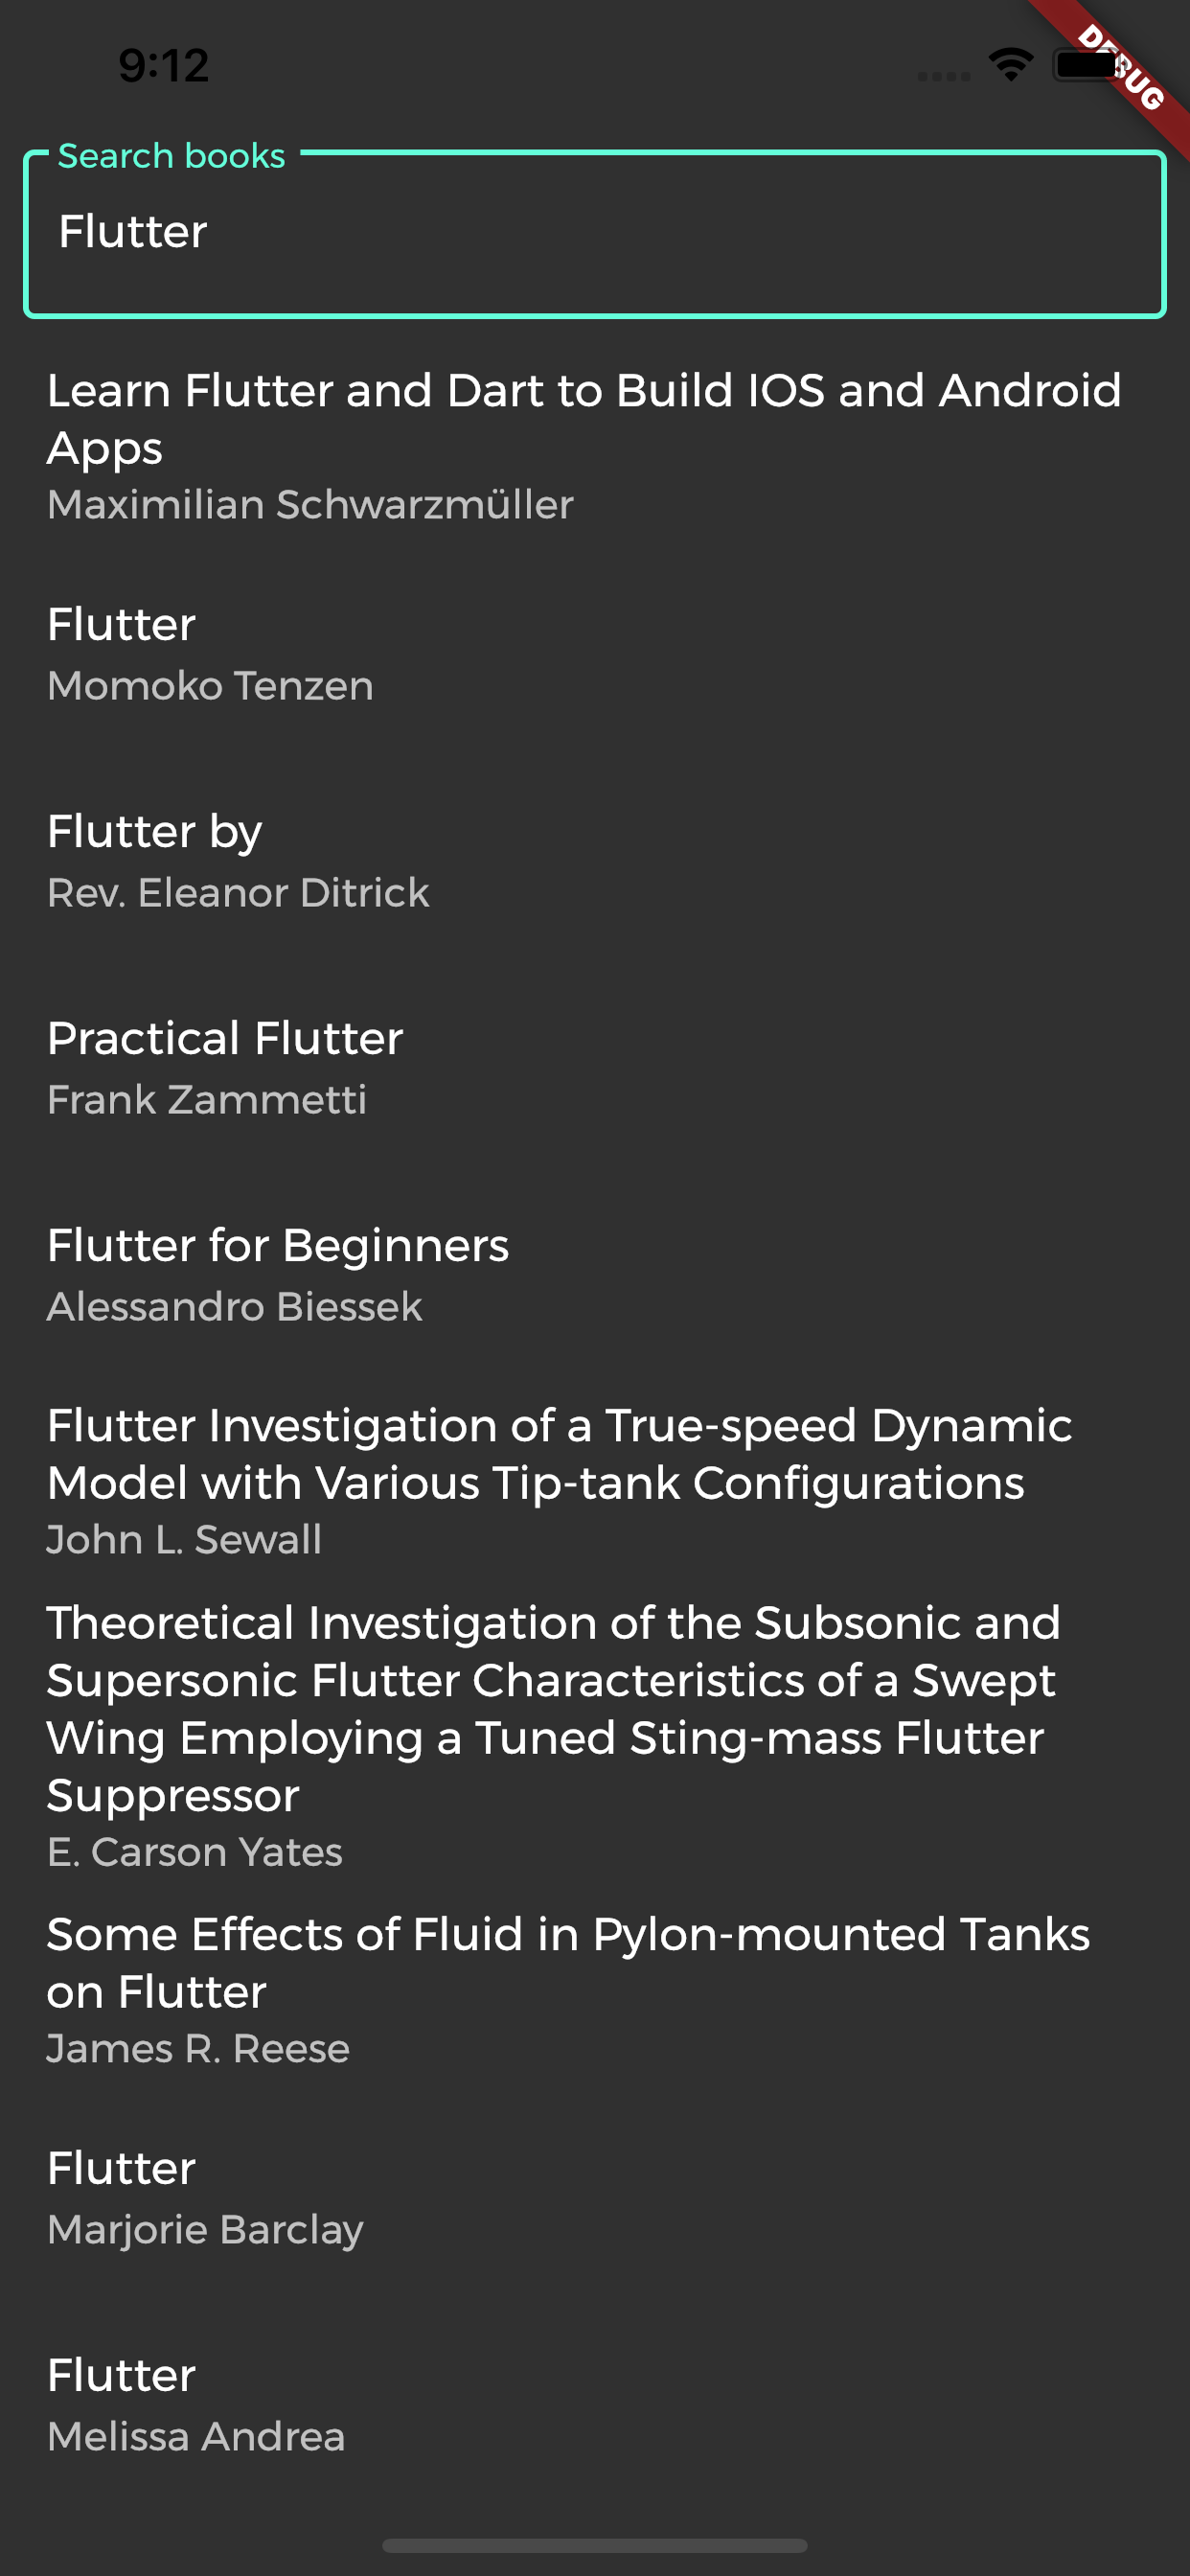 9:12
DEBUG
Search books
Flutter
Learn Flutter and Dart to Build IOS and Android
Apps
Maximilian Schwarzmüller
Flutter
Momoko Tenzen
Flutter by
Rev. Eleanor Ditrick
Practical Flutter
Frank Zammetti
Flutter for Beginners
Alessandro Biessek
Flutter Investigation of a True-speed Dynamic
Model with Various Tip-tank Configurations
John L. Sewall
Theoretical Investigation of the Subsonic and
Supersonic Flutter Characteristics of a Swept
Wing Employing a Tuned Sting-mass Flutter
Suppressor
E. Carson Yates
Some Effects of Fluid in Pylon-mounted Tanks
on Flutter
James R. Reese
Flutter
Marjorie Barclay
Flutter
Melissa Andrea